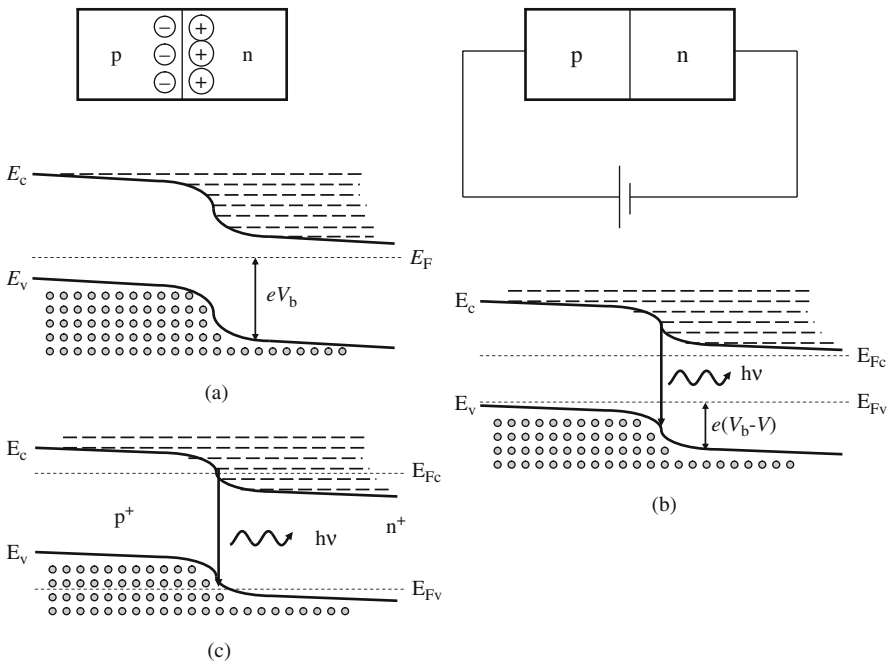 p
− +
− +
− +
n
E_c
E_F
E_v
eV_b
(a)
p
n
E_c
E_Fc
hν
E_v
E_Fv
e(V_b-V)
(b)
E_c
E_Fc
p⁺
hν
n⁺
E_v
E_Fv
(c)